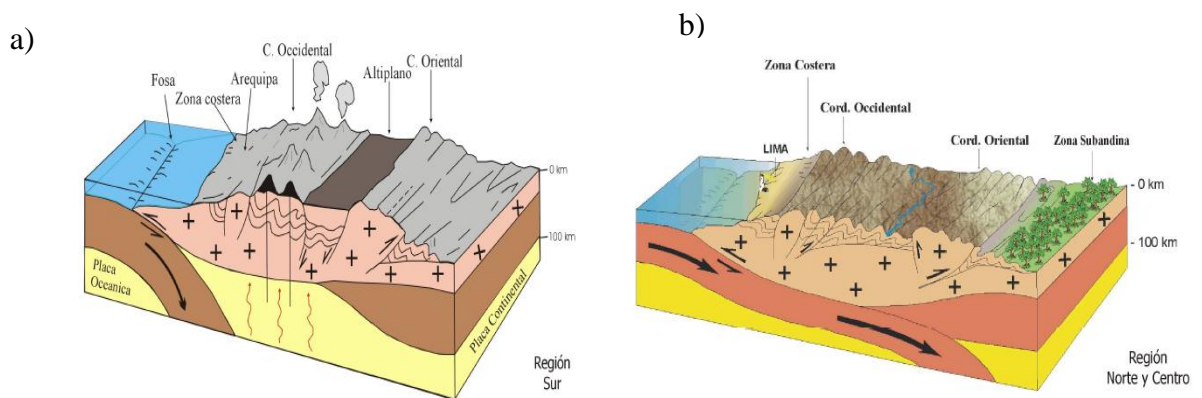 a)
C. Occidental
C. Oriental
Altiplano
Arequipa
Fosa
Zona costera
0 km
100 km
Placa
Oceanica
Placa Continental
Región
Sur
b)
Zona Costera
Cord. Occidental
LIMA
Cord. Oriental
Zona Subandina
- 0 km
- 100 km
Región
Norte y Centro